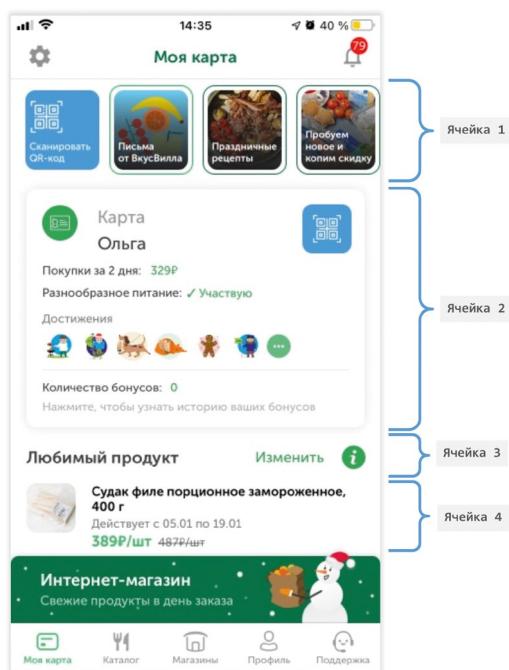 14:35
40 %
Моя карта
79
Сканировать
QR-код
Письма
от ВкусВилла
Праздничные
рецепты
Пробуем
новое и
копим скидку
Ячейка 1
Карта
Ольга
Покупки за 2 дня: 329₽
Разнообразное питание: ✓ Участвую
Достижения
Количество бонусов: 0
Нажмите, чтобы узнать историю ваших бонусов
Ячейка 2
Любимый продукт
Изменить
i
Ячейка 3
Судак филе порционное замороженное,
400 г
Действует с 05.01 по 19.01
389₽/шт 487₽/шт
Ячейка 4
Интернет-магазин
Свежие продукты в день заказа
Моя карта
Каталог
Магазины
Профиль
Поддержка